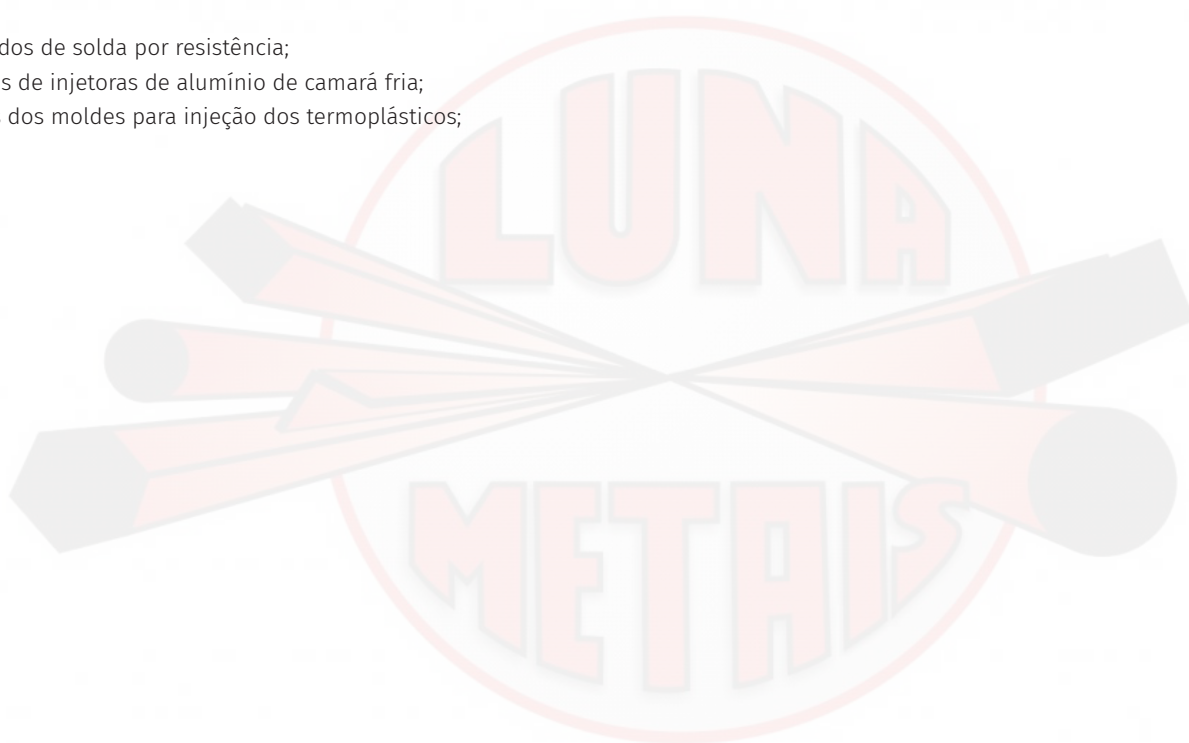 dos de solda por resistência;
s de injetoras de alumínio de camará fria;
s dos moldes para injeção dos termoplásticos;
LUNA
METAIS